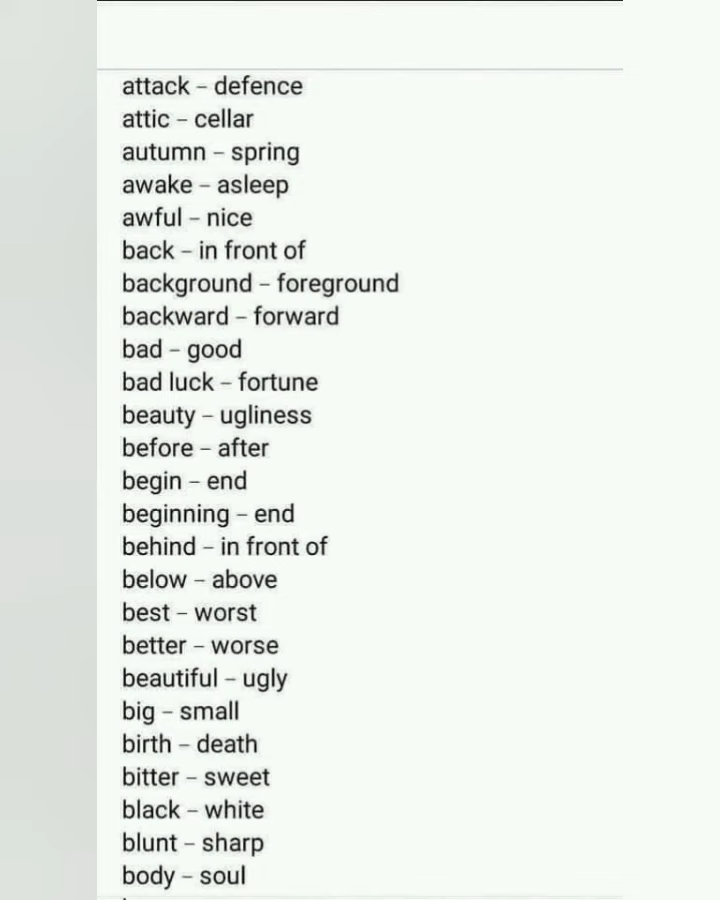 attack – defence
attic – cellar
autumn – spring
awake – asleep
awful – nice
back – in front of
background – foreground
backward – forward
bad – good
bad luck – fortune
beauty – ugliness
before – after
begin – end
beginning – end
behind – in front of
below – above
best – worst
better – worse
beautiful – ugly
big – small
birth – death
bitter – sweet
black – white
blunt – sharp
body – soul